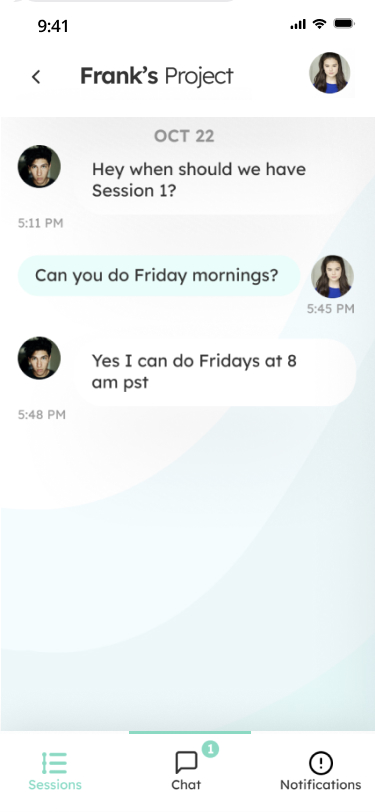 9:41
Frank’s Project
OCT 22
Hey when should we have
Session 1?
5:11 PM
Can you do Friday mornings?
5:45 PM
Yes I can do Fridays at 8
am pst
5:48 PM
1
Sessions
Chat
Notifications